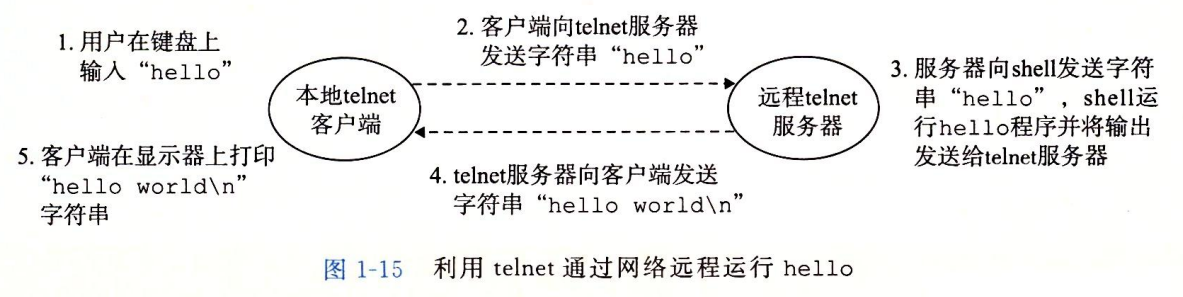 1. 用户在键盘上
输入“hello”
2. 客户端向telnet服务器
发送字符串“hello”
本地telnet
客户端
远程telnet
服务器
3. 服务器向shell发送字符
串“hello”，shell运
行hello程序并将输出
发送给telnet服务器
4. telnet服务器向客户端发送
字符串“hello world\n”
5. 客户端在显示器上打印
“hello world\n”
字符串
图 1-15 利用 telnet 通过网络远程运行 hello